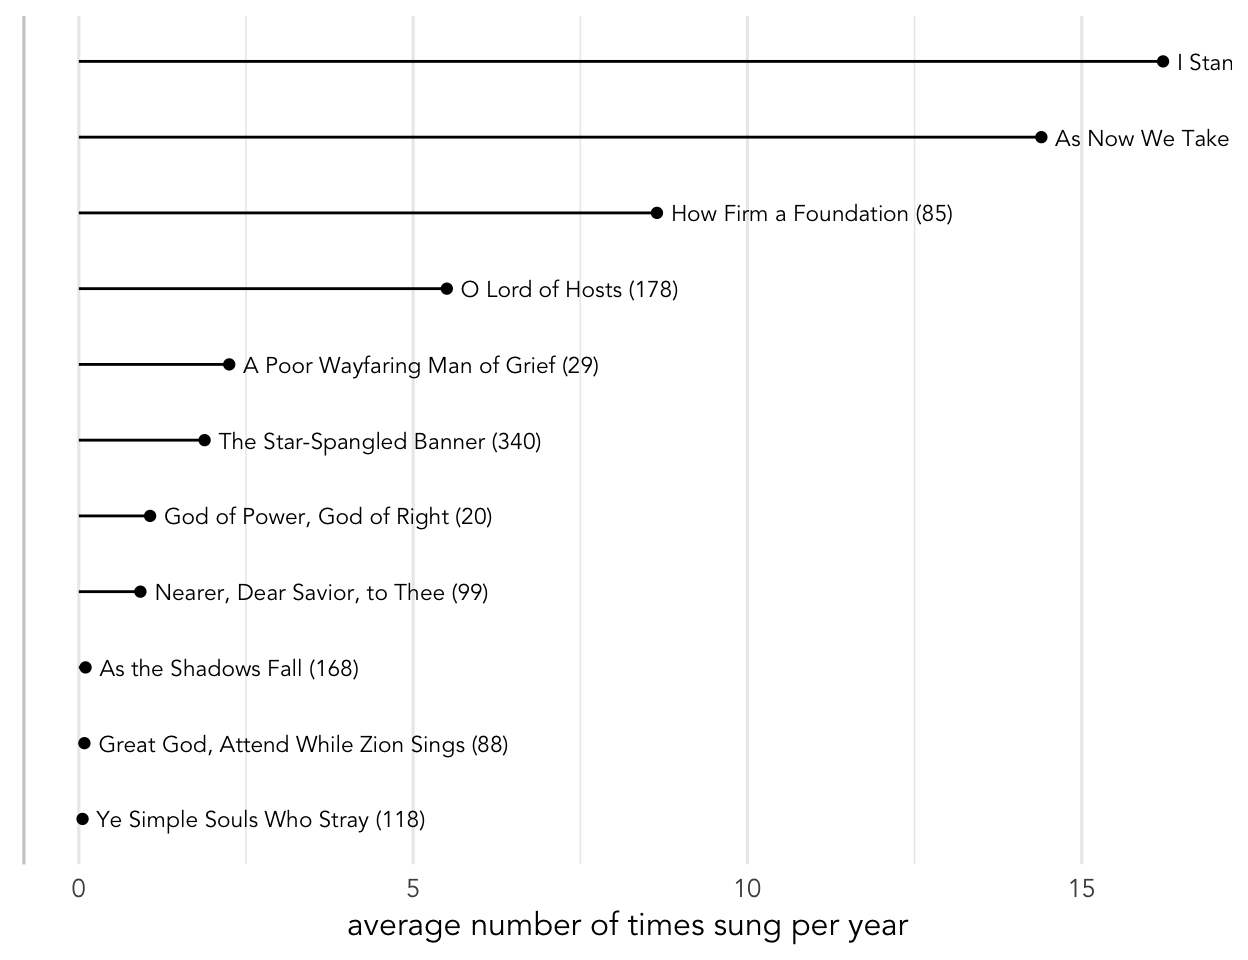 I Stan
As Now We Take
How Firm a Foundation (85)
O Lord of Hosts (178)
A Poor Wayfaring Man of Grief (29)
The Star-Spangled Banner (340)
God of Power, God of Right (20)
Nearer, Dear Savior, to Thee (99)
As the Shadows Fall (168)
Great God, Attend While Zion Sings (88)
Ye Simple Souls Who Stray (118)
0 5 10 15
average number of times sung per year